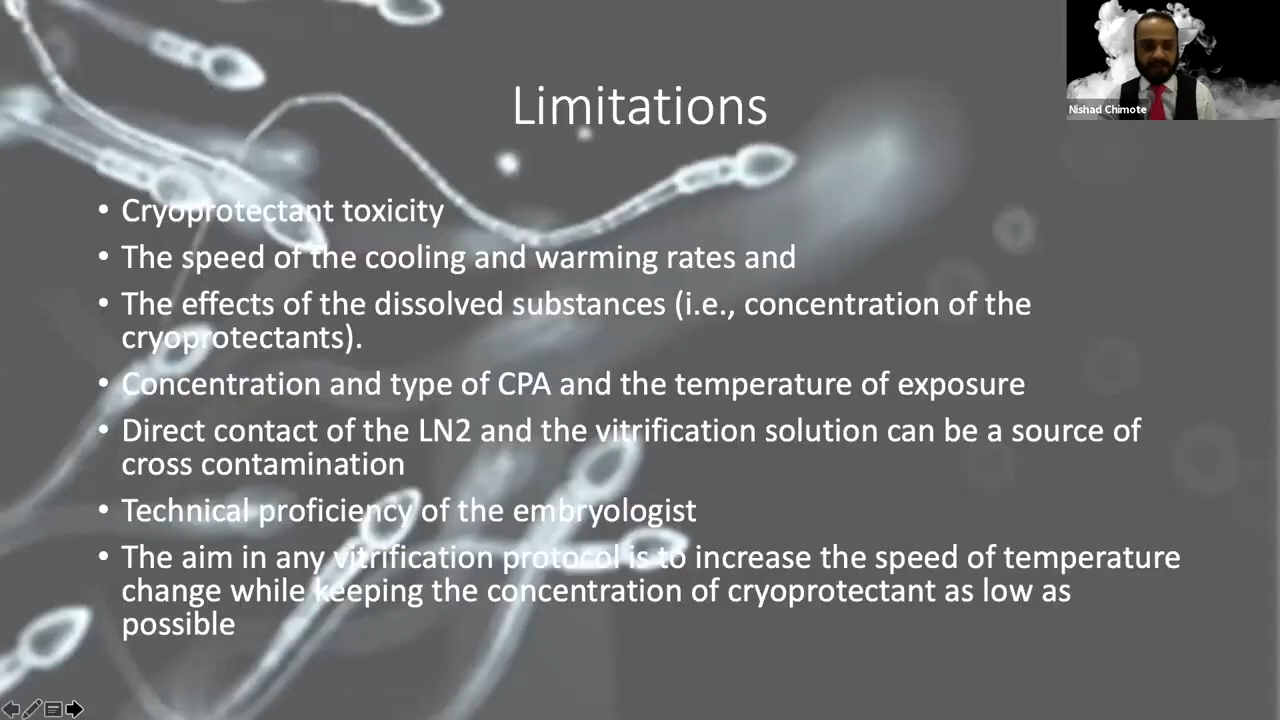 Limitations
Nishad Chimote
• Cryoprotectant toxicity
• The speed of the cooling and warming rates and
• The effects of the dissolved substances (i.e., concentration of the
cryoprotectants).
• Concentration and type of CPA and the temperature of exposure
• Direct contact of the LN2 and the vitrification solution can be a source of
cross contamination
• Technical proficiency of the embryologist
• The aim in any vitrification protocol is to increase the speed of temperature
change while keeping the concentration of cryoprotectant as low as
possible